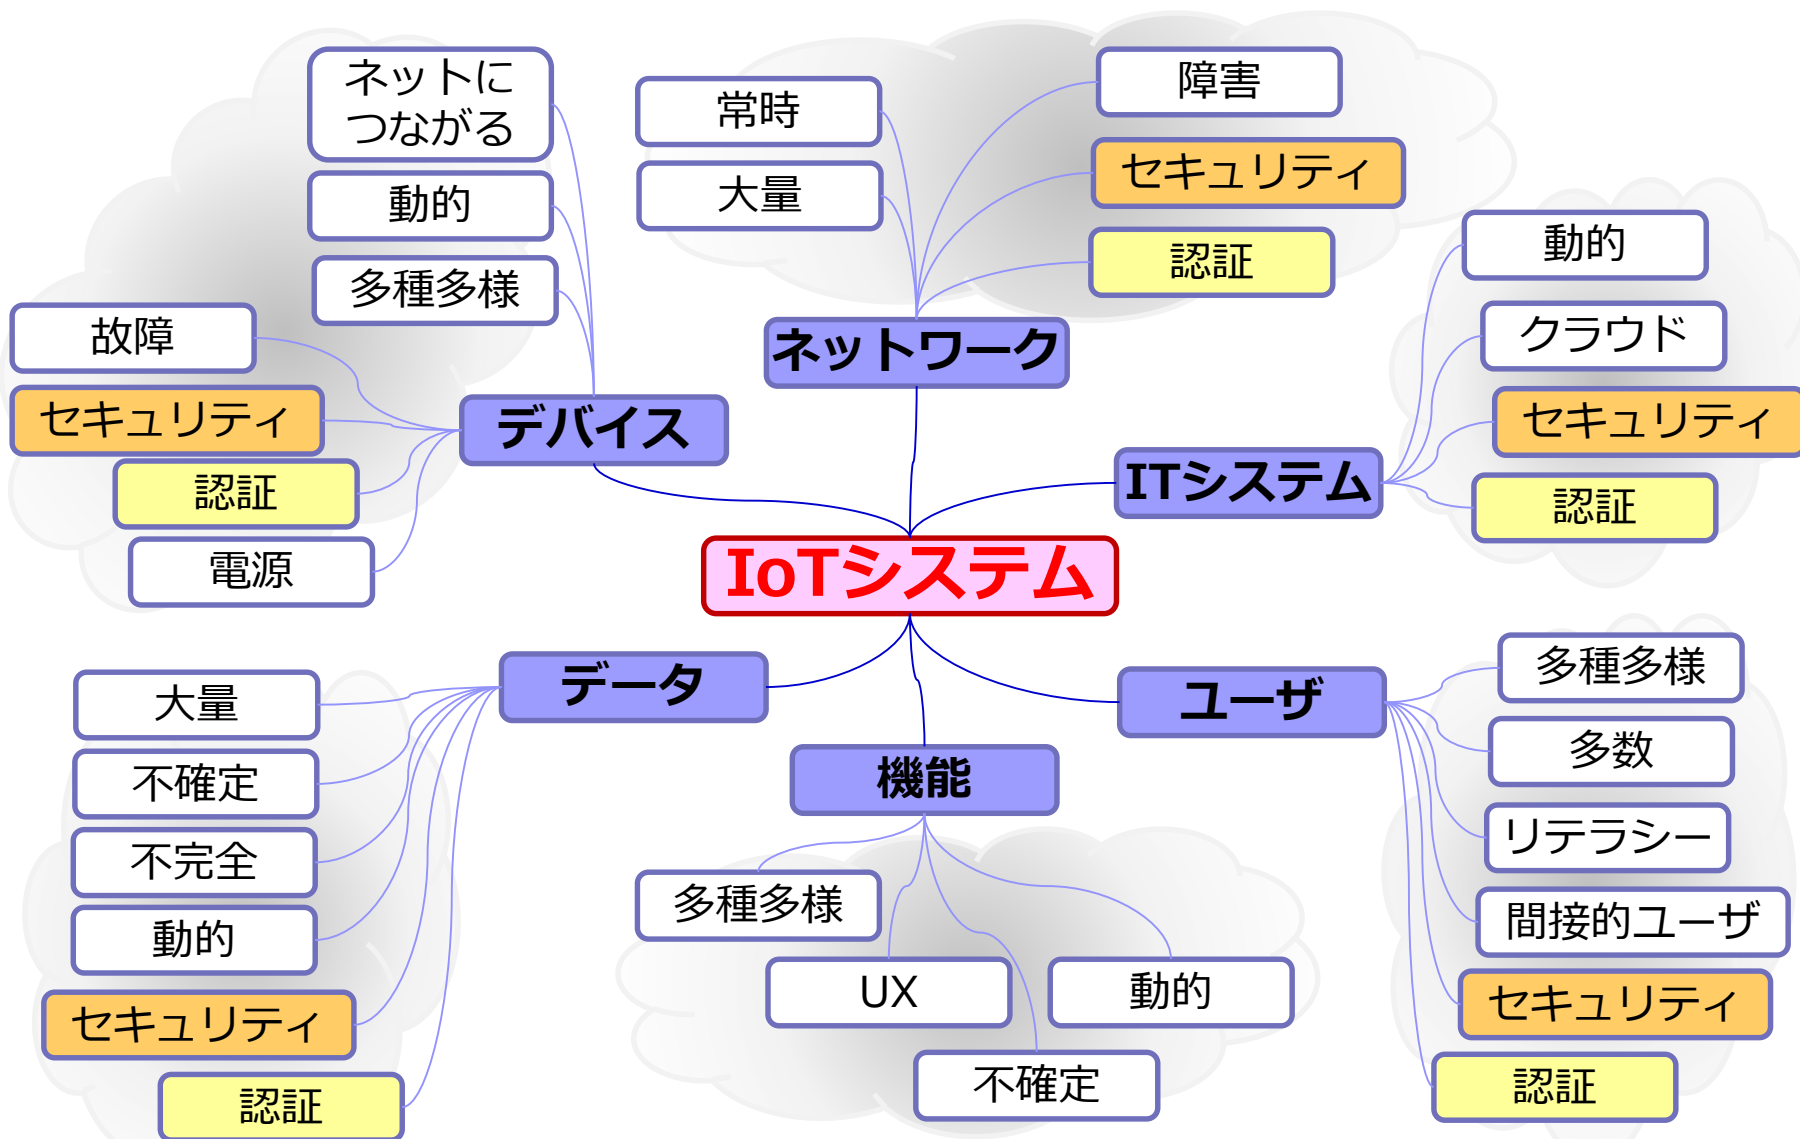 ネットに
つながる
動的
多種多様
故障
セキュリティ
認証
電源
デバイス
常時
大量
障害
セキュリティ
認証
ネットワーク
動的
クラウド
セキュリティ
認証
ITシステム
IoTシステム
データ
大量
不確定
不完全
動的
セキュリティ
認証
機能
多種多様
UX
動的
不確定
ユーザ
多種多様
多数
リテラシー
間接的ユーザ
セキュリティ
認証